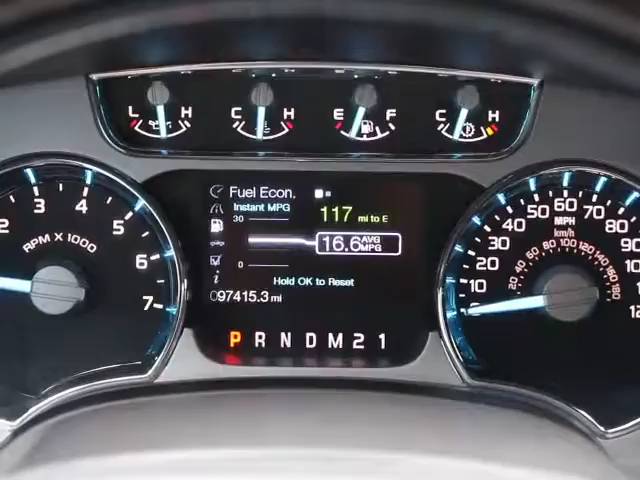 L H C H E F C H
Fuel Econ.
Instant MPG
30
117 mi to E
16.6 AVG MPG
0
Hold OK to Reset
097415.3 mi
P R N D M 2 1
2 3 4 5 6 7
RPM X 1000
0 10 20 30 40 50 60 70 80 90
MPH
km/h
20 40 60 80 100 120 140 160 180